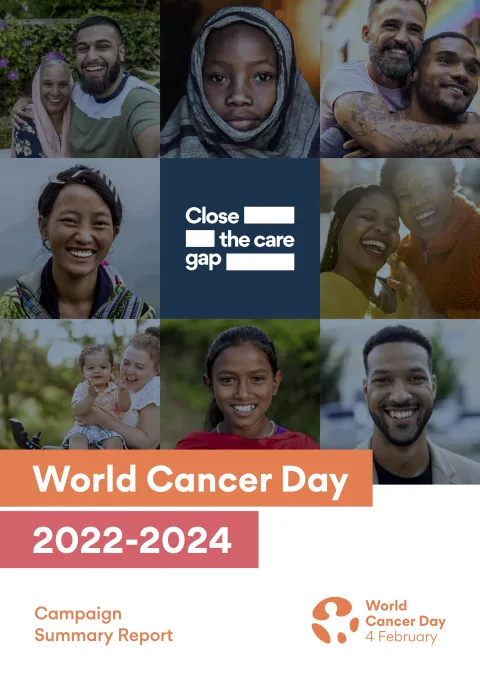 Close
the care
gap
World Cancer Day
2022-2024
Campaign
Summary Report
World
Cancer Day
4 February